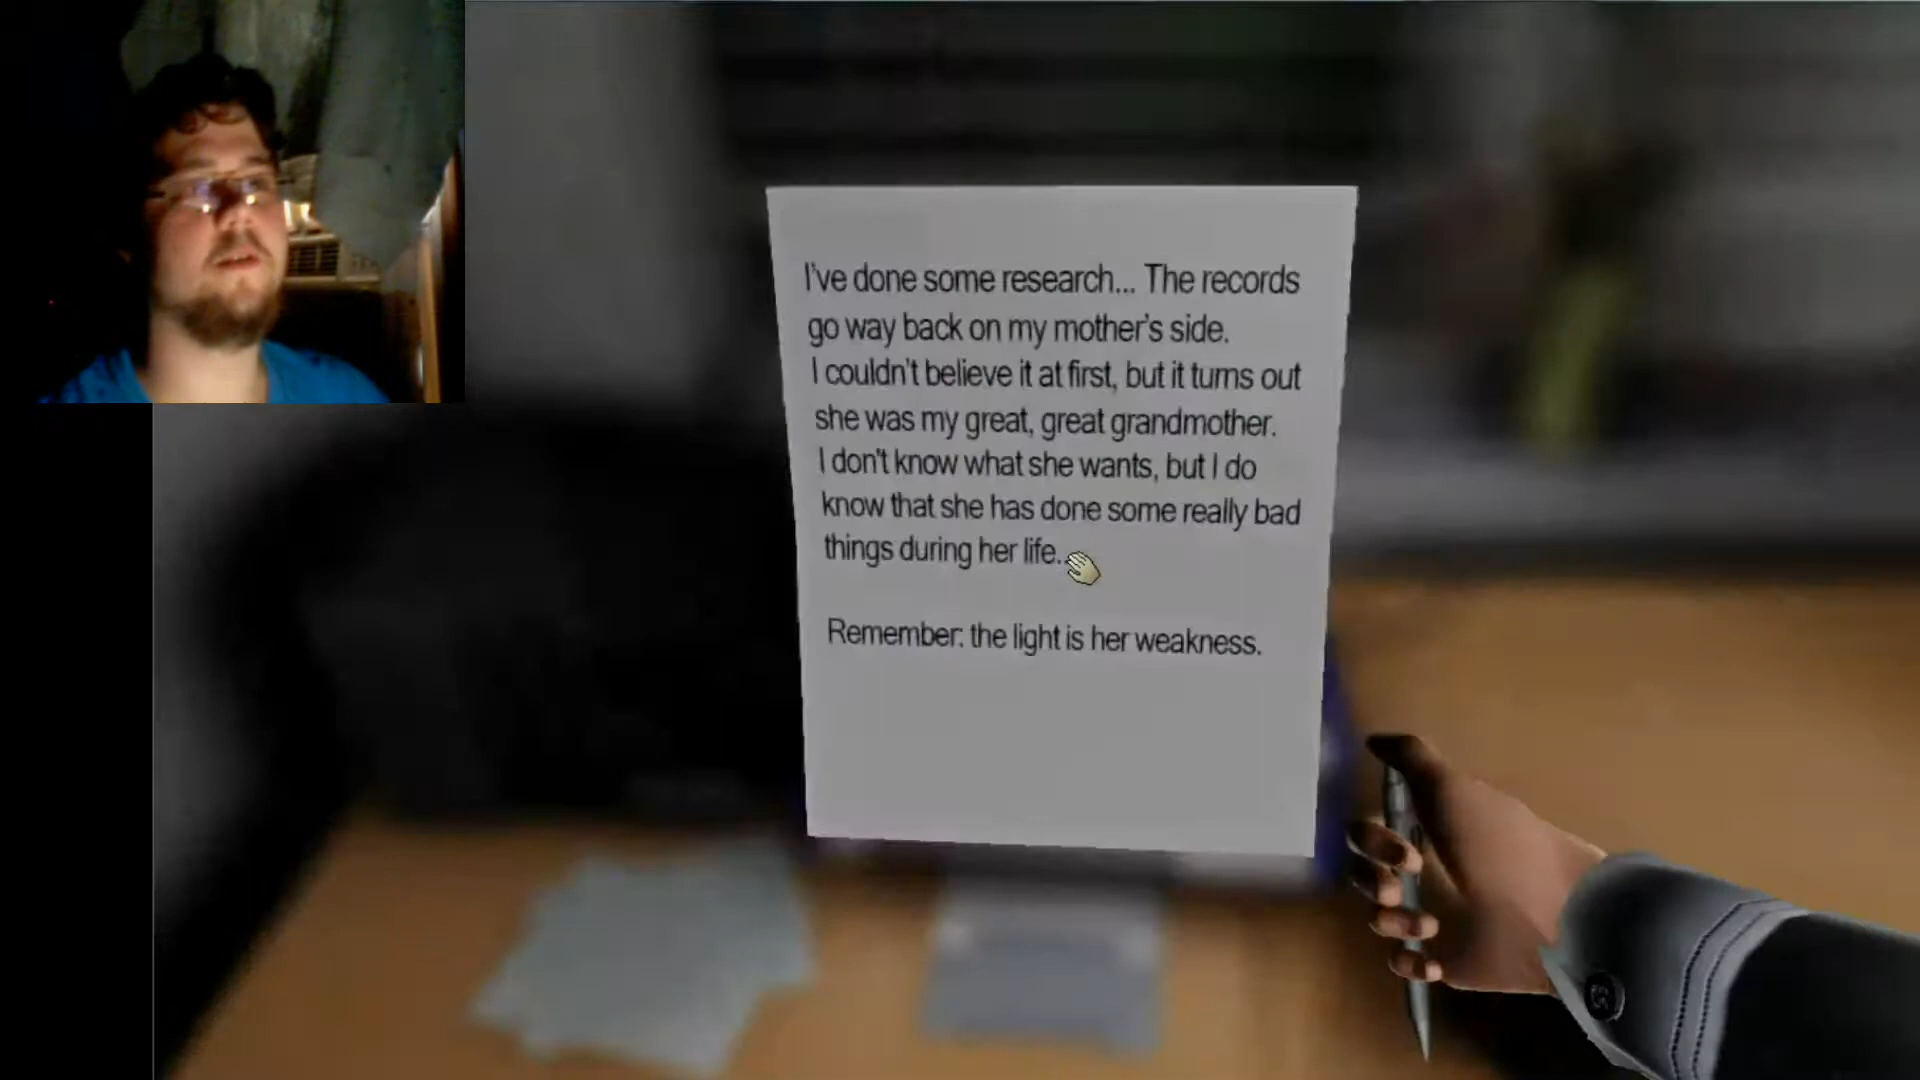 I've done some research... The records
go way back on my mother's side.
I couldn't believe it at first, but it turns out
she was my great, great grandmother.
I don't know what she wants, but I do
know that she has done some really bad
things during her life.
Remember: the light is her weakness.